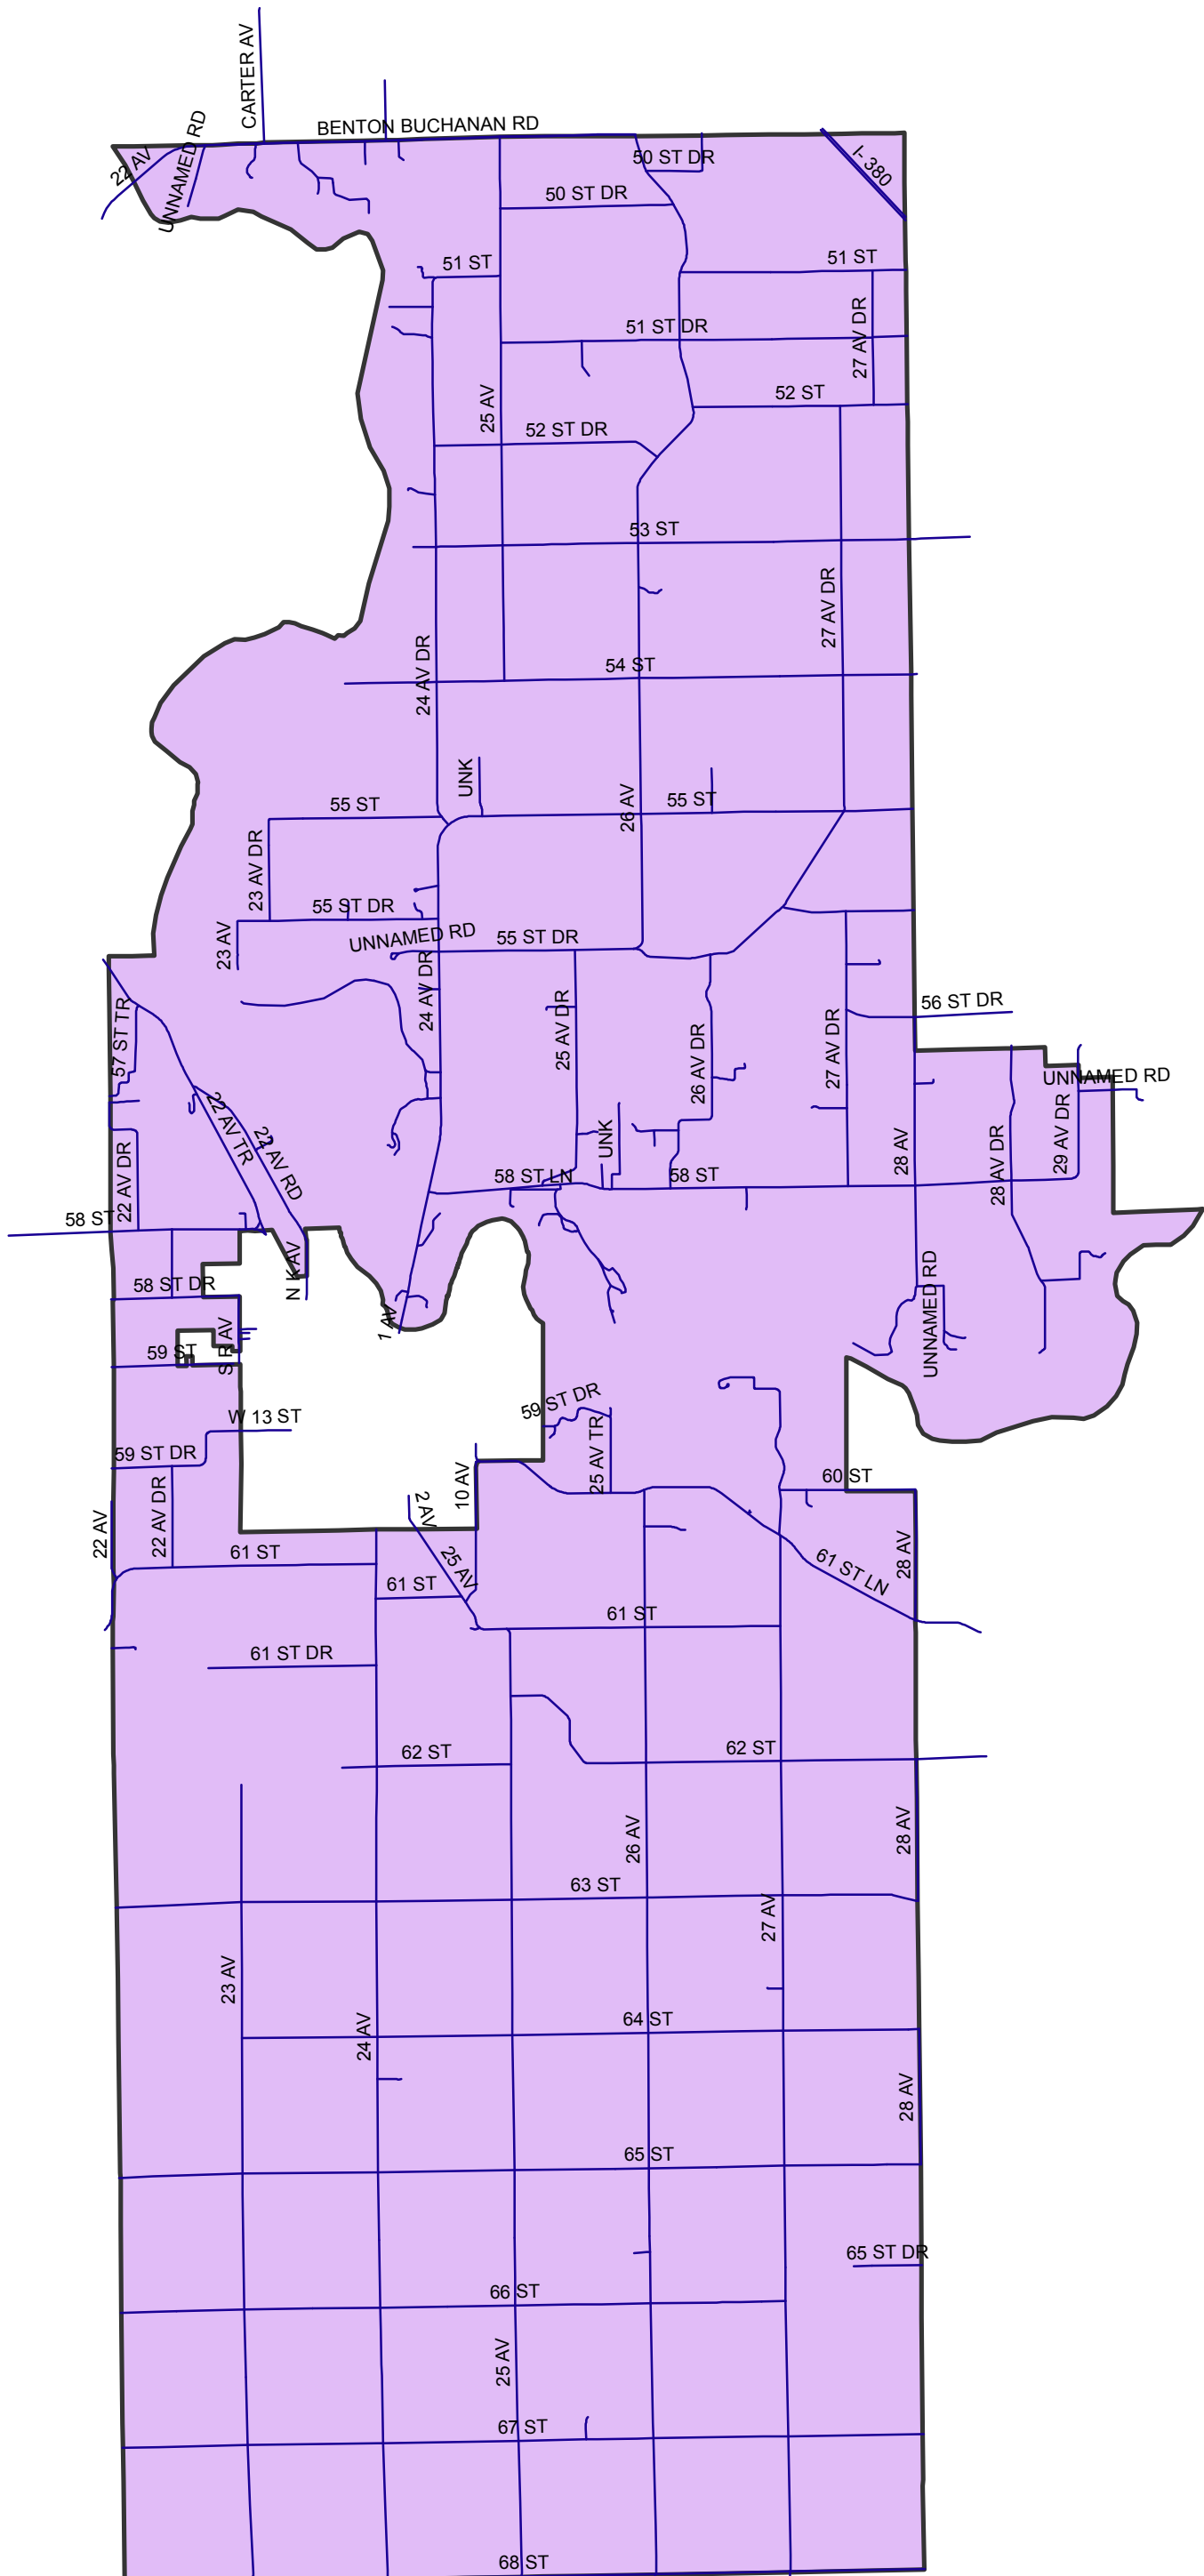 CARTER AV
BENTON BUCHANAN RD
22 AV
UNNAMED RD
50 ST DR
I- 380
50 ST DR
51 ST
51 ST
51 ST DR
27 AV DR
25 AV
52 ST
52 ST DR
53 ST
27 AV DR
24 AV DR
54 ST
UNK
55 ST
26 AV
55 ST
23 AV DR
55 ST DR
23 AV
UNNAMED RD
55 ST DR
24 AV DR
56 ST DR
57 ST TR
25 AV DR
26 AV DR
27 AV DR
UNNAMED RD
22 AV TR
22 AV RD
UNK
28 AV
28 AV DR
29 AV DR
22 AV DR
58 ST LN
58 ST
58 ST
N K AV
58 ST DR
1 AV
UNNAMED RD
S R AV
59 ST
59 ST DR
W 13 ST
25 AV TR
59 ST DR
10 AV
60 ST
22 AV
22 AV DR
2 AV
61 ST
25 AV
61 ST LN
28 AV
61 ST
61 ST
61 ST DR
62 ST
62 ST
26 AV
28 AV
63 ST
27 AV
23 AV
64 ST
24 AV
28 AV
65 ST
65 ST DR
66 ST
25 AV
67 ST
68 ST